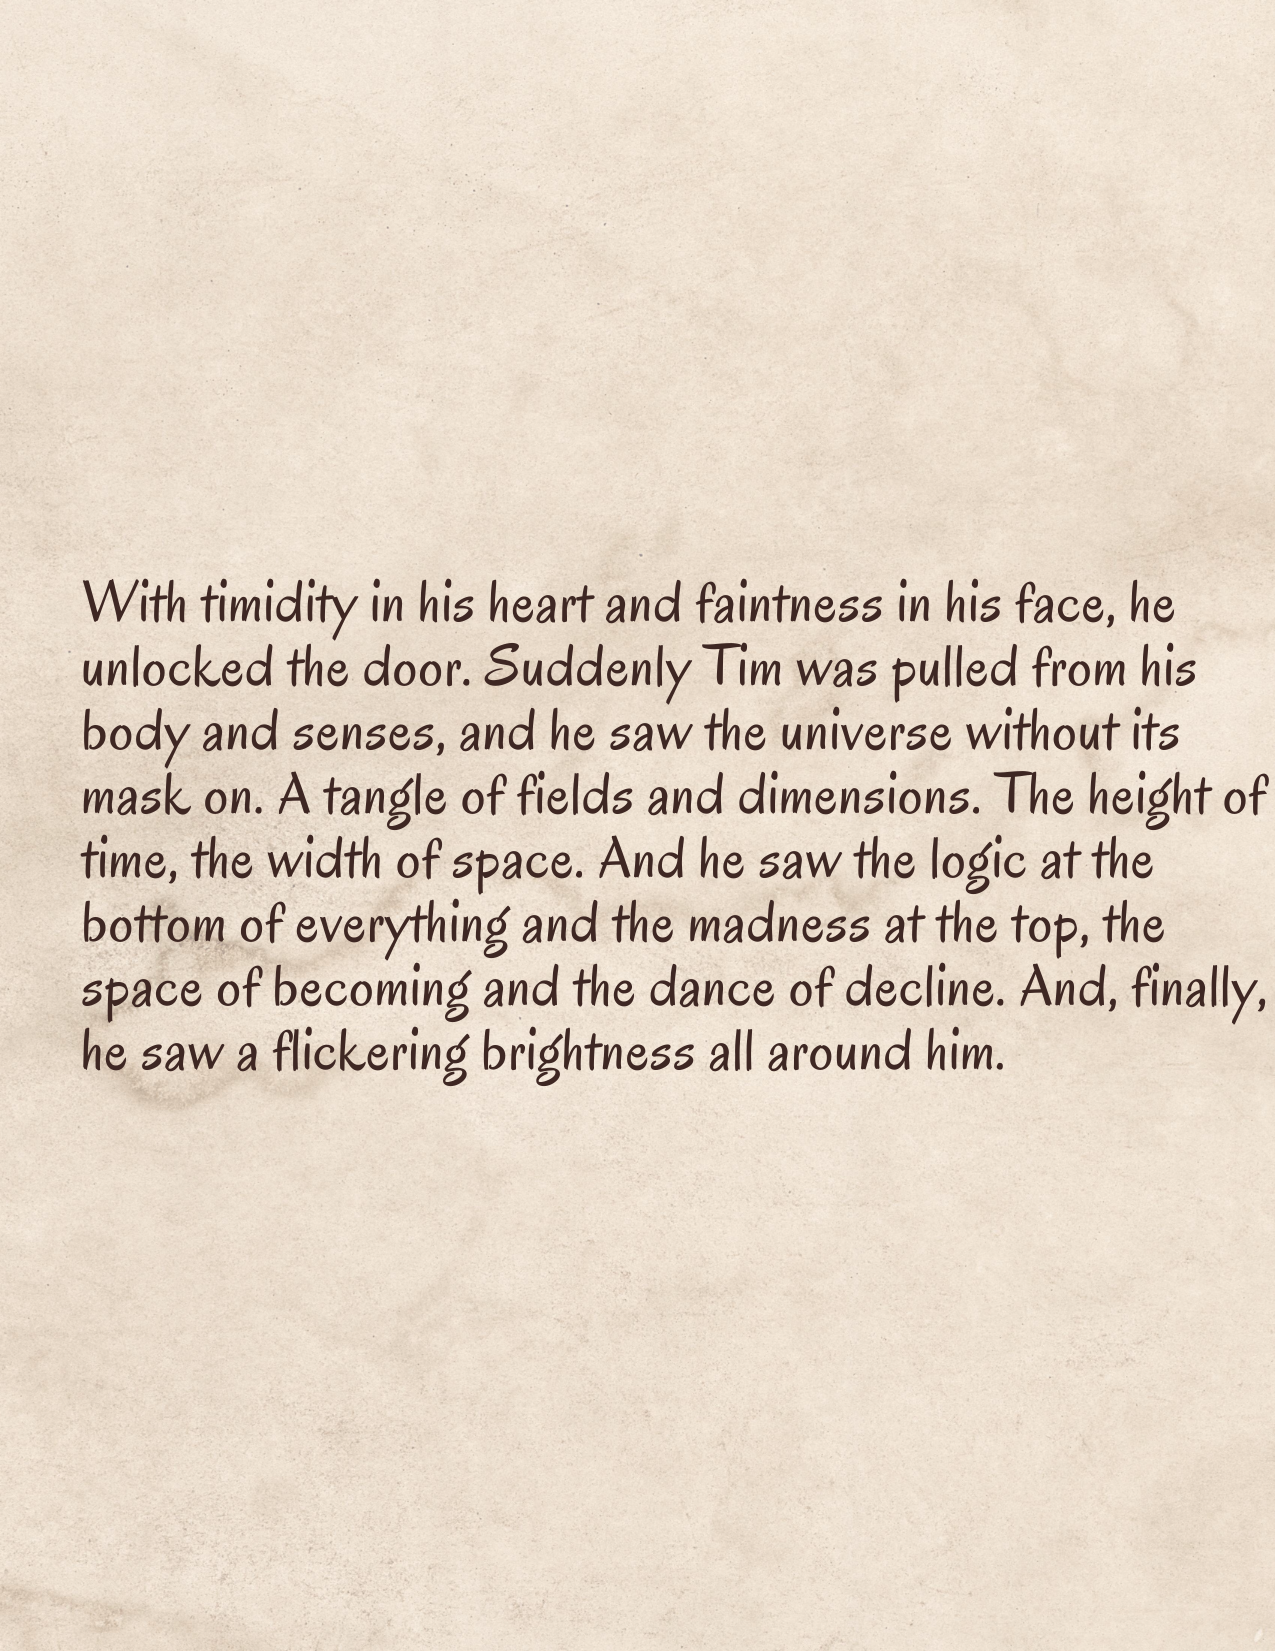 With timidity in his heart and faintness in his face, he
unlocked the door. Suddenly Tim was pulled from his
body and senses, and he saw the universe without its
mask on. A tangle of fields and dimensions. The height of
time, the width of space. And he saw the logic at the
bottom of everything and the madness at the top, the
space of becoming and the dance of decline. And, finally,
he saw a flickering brightness all around him.